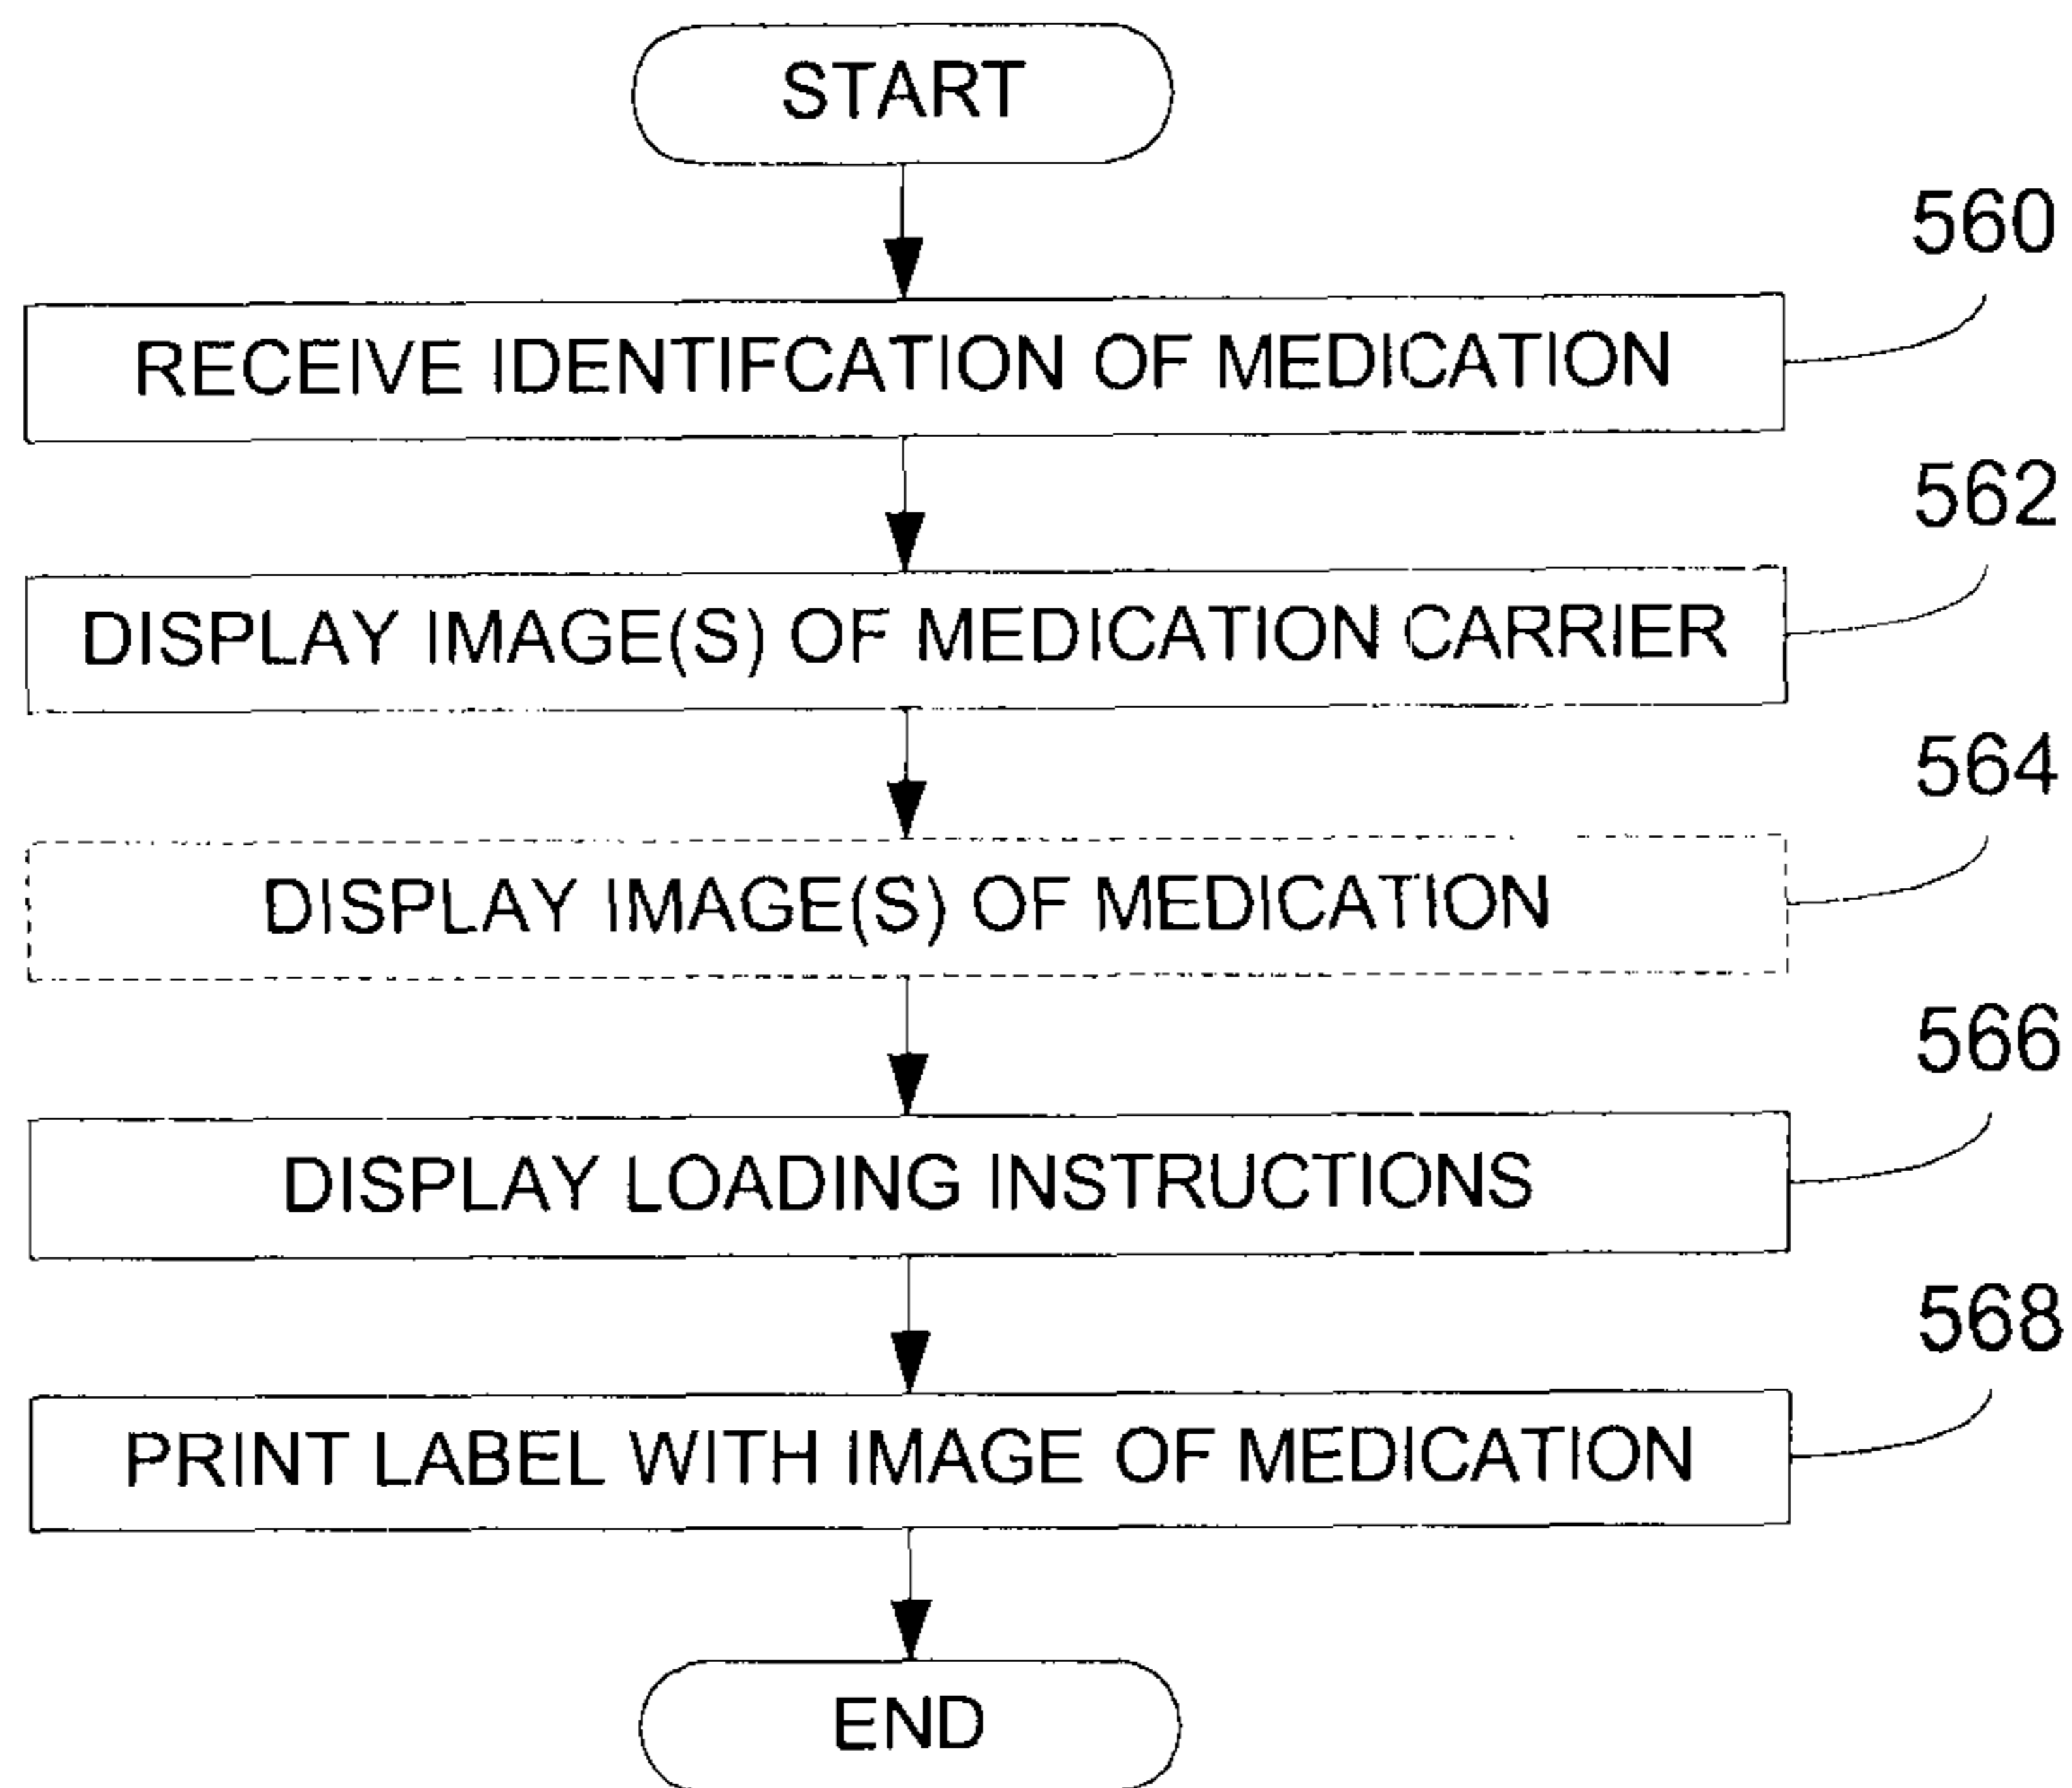 START
560
RECEIVE IDENTIFCATION OF MEDICATION
562
DISPLAY IMAGE(S) OF MEDICATION CARRIER
564
DISPLAY IMAGE(S) OF MEDICATION
566
DISPLAY LOADING INSTRUCTIONS
568
PRINT LABEL WITH IMAGE OF MEDICATION
END